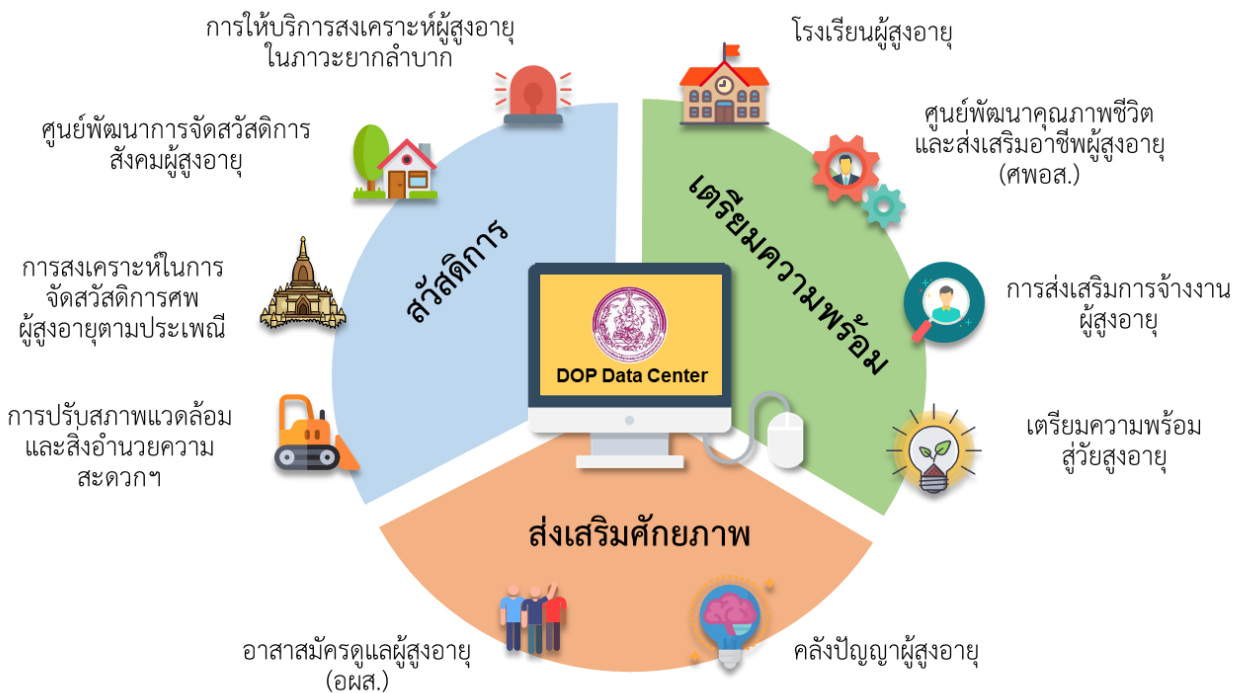 การให้บริการสงเคราะห์ผู้สูงอายุ
ในภาวะยากลำบาก
ศูนย์พัฒนาการจัดสวัสดิการ
สังคมผู้สูงอายุ
การสงเคราะห์ในการ
จัดสวัสดิการศพ
ผู้สูงอายุตามประเพณี
การปรับสภาพแวดล้อม
และสิ่งอำนวยความ
สะดวกฯ
สวัสดิการ
โรงเรียนผู้สูงอายุ
ศูนย์พัฒนาคุณภาพชีวิต
และส่งเสริมอาชีพผู้สูงอายุ
(ศพอส.)
การส่งเสริมการจ้างงาน
ผู้สูงอายุ
เตรียมความพร้อม
สู่วัยสูงอายุ
เตรียมความพร้อม
DOP Data Center
ส่งเสริมศักยภาพ
อาสาสมัครดูแลผู้สูงอายุ
(อผส.)
คลังปัญญาผู้สูงอายุ